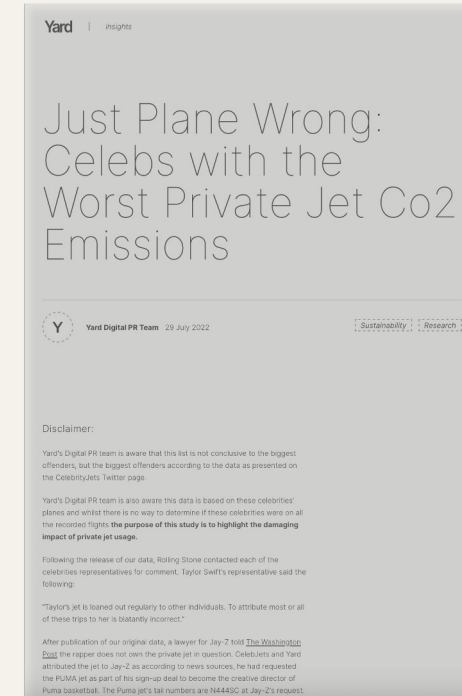 Yard | Insights
Just Plane Wrong:
Celebs with the
Worst Private Jet Co2
Emissions
Y Yard Digital PR Team 29 July 2022 Sustainability Research
Disclaimer:
Yard's Digital PR team is aware that this list is not conclusive to the biggest
offenders, but the biggest offenders according to the data as presented on
the CelebrityJets Twitter page.
Yard's Digital PR team is also aware this data is based on these celebrities'
planes and whilst there is no way to determine if these celebrities were on all
the recorded flights the purpose of this study is to highlight the damaging
impact of private jet usage.
Following the release of our data, Rolling Stone contacted each of the
celebrities representatives for comment. Taylor Swift's representative said the
following:
"Taylor's jet is loaned out regularly to other individuals. To attribute most or all
of these trips to her is blatantly incorrect."
After publication of our original data, a lawyer for Jay-Z told The Washington
Post the rapper does not own the private jet in question. CelebJets and Yard
attributed the jet to Jay-Z as according to news sources, he had requested
the PUMA jet as part of his sign-up deal to become the creative director of
Puma basketball. The Puma jet's tail numbers are N444SC at Jay-Z's request.